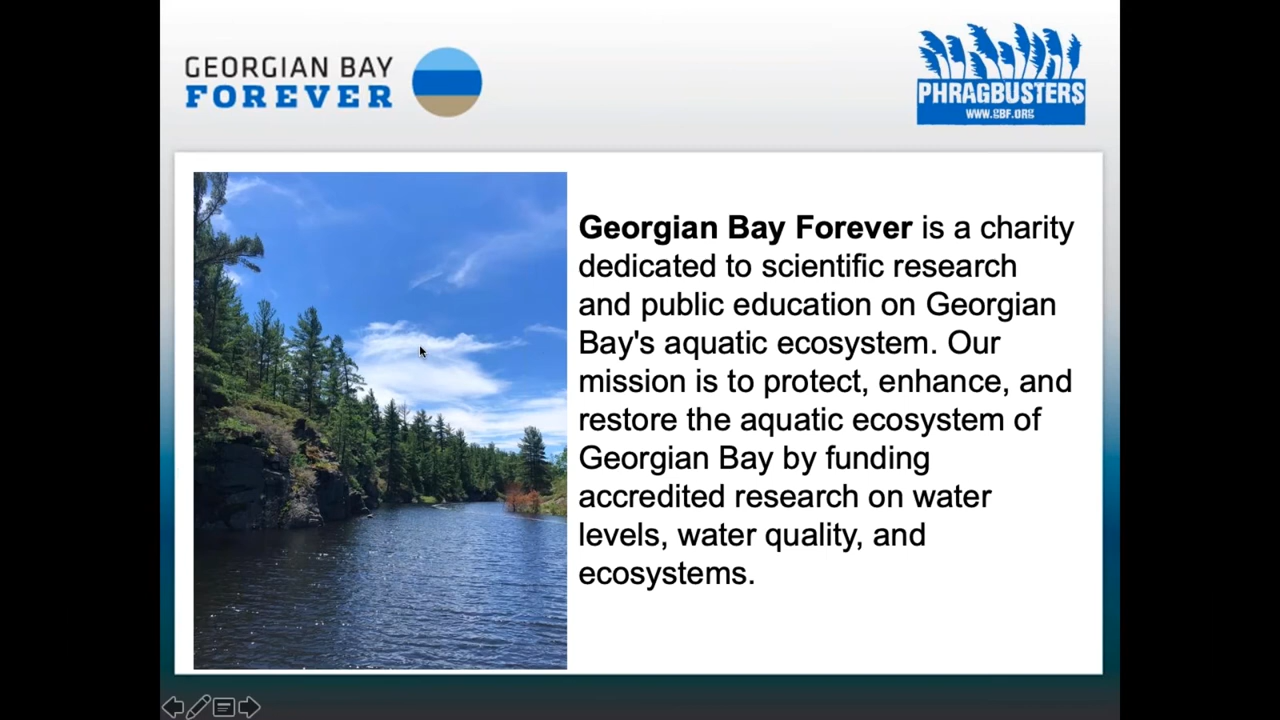 GEORGIAN BAY
FOREVER
PHRAGBUSTERS
WWW.GBF.ORG
Georgian Bay Forever is a charity
dedicated to scientific research
and public education on Georgian
Bay's aquatic ecosystem. Our
mission is to protect, enhance, and
restore the aquatic ecosystem of
Georgian Bay by funding
accredited research on water
levels, water quality, and
ecosystems.